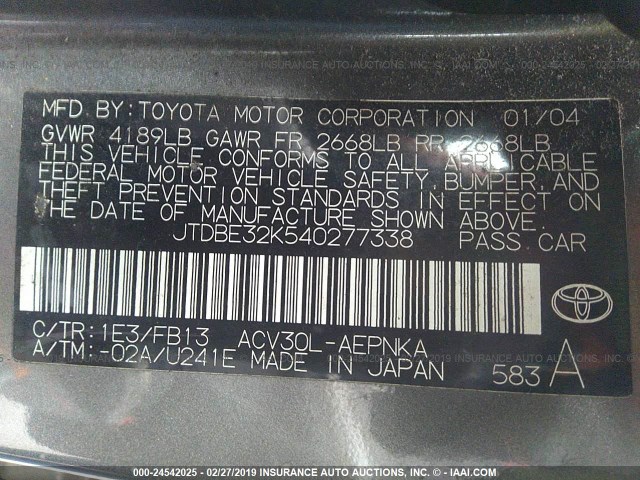 MFD BY: TOYOTA MOTOR CORPORATION 01/04
GVWR 4189LB GAWR FR 2668LB RR 2668LB
THIS VEHICLE CONFORMS TO ALL APPLICABLE
FEDERAL MOTOR VEHICLE SAFETY, BUMPER, AND
THEFT PREVENTION STANDARDS IN EFFECT ON
THE DATE OF MANUFACTURE SHOWN ABOVE.
JTDBE32K540277338 PASS. CAR
C/TR: 1E3/FB13 ACV30L-AEPNKA
A/TM: -02A/U241E MADE IN JAPAN 583A
000-24542025 - 02/27/2019 INSURANCE AUTO AUCTIONS, INC. - IAAI.COM